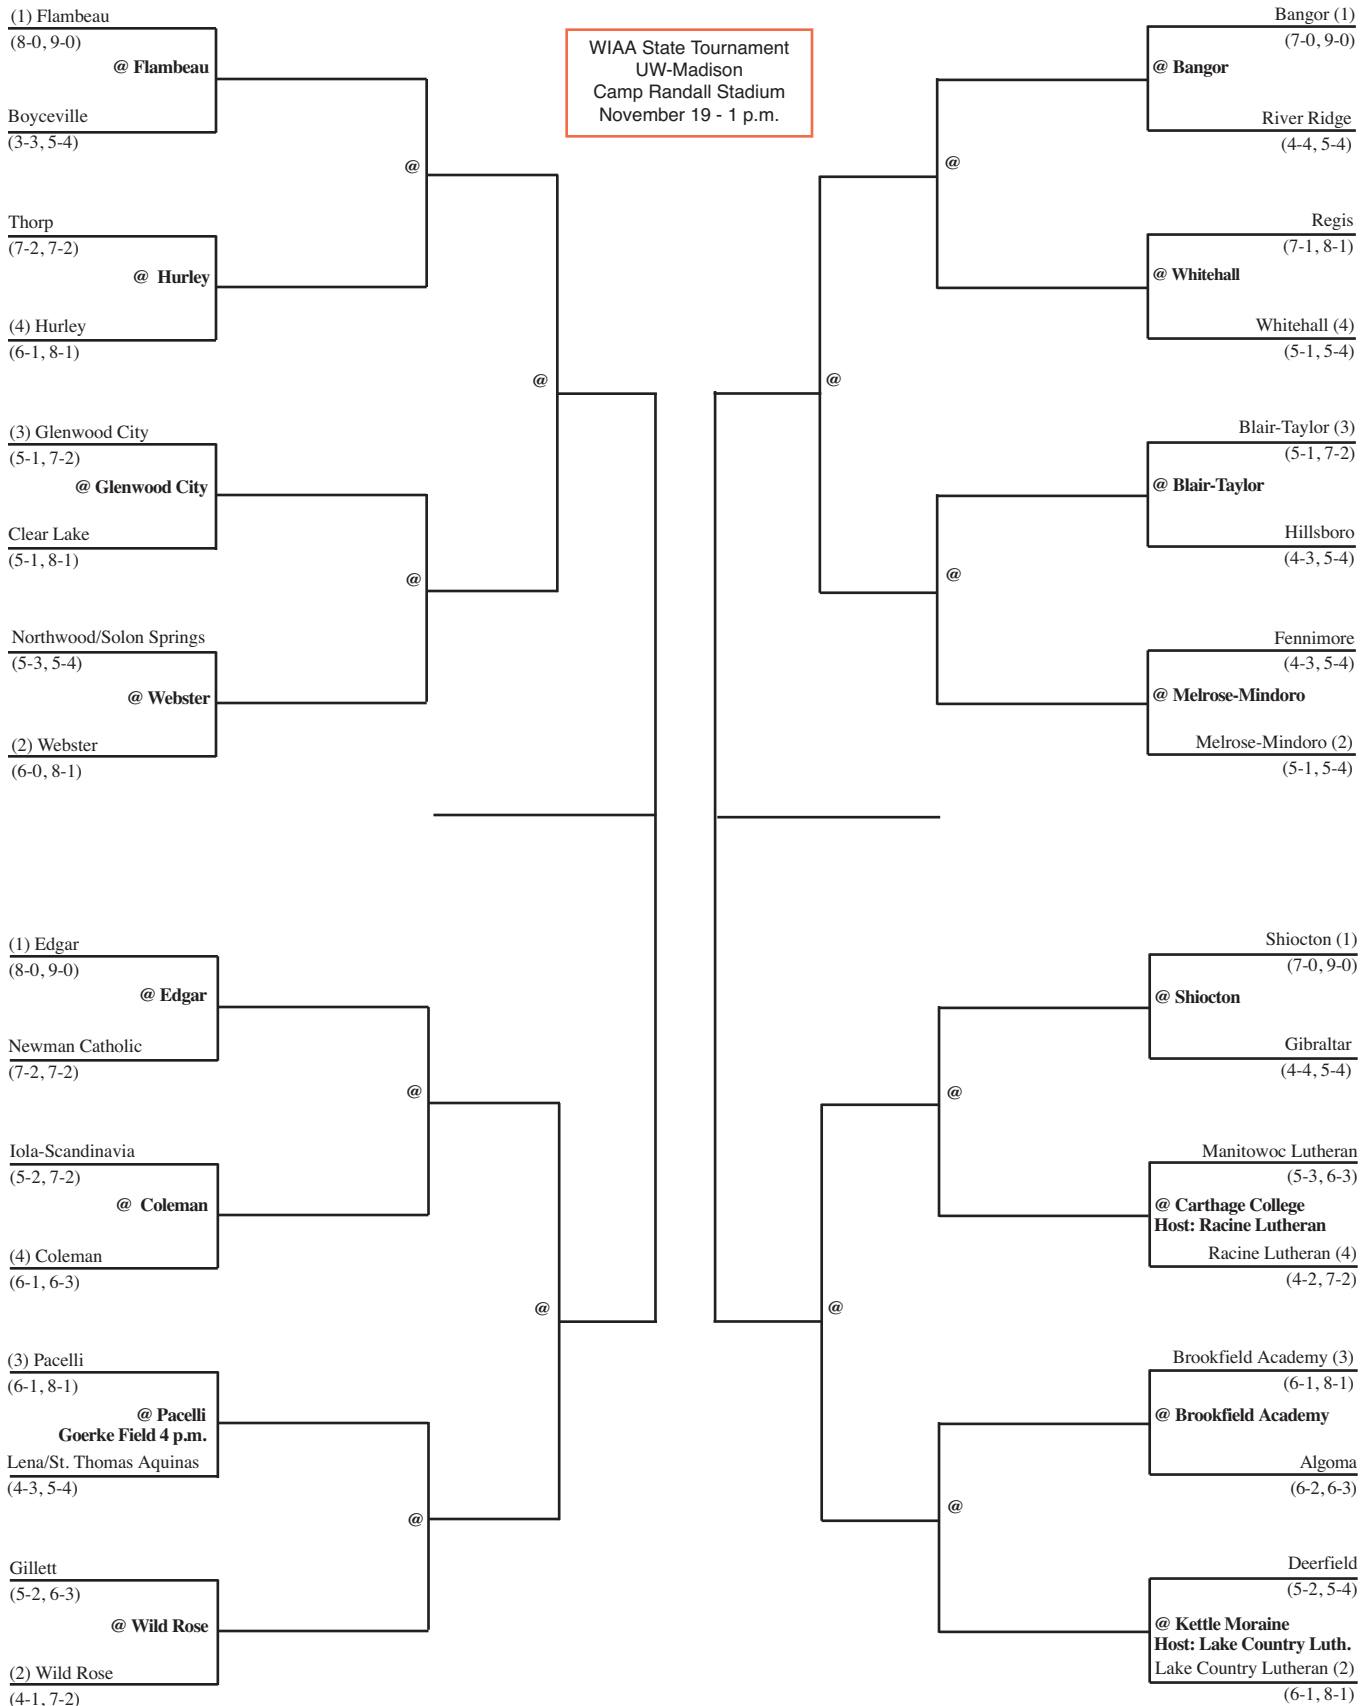 (1) Flambeau
(8-0, 9-0)
@ Flambeau
Boyceville
(3-3, 5-4)
@
Thorp
(7-2, 7-2)
@ Hurley
(4) Hurley
(6-1, 8-1)
@
(3) Glenwood City
(5-1, 7-2)
@ Glenwood City
Clear Lake
(5-1, 8-1)
@
Northwood/Solon Springs
(5-3, 5-4)
@ Webster
(2) Webster
(6-0, 8-1)
(1) Edgar
(8-0, 9-0)
@ Edgar
Newman Catholic
(7-2, 7-2)
@
Iola-Scandinavia
(5-2, 7-2)
@ Coleman
(4) Coleman
(6-1, 6-3)
@
(3) Pacelli
(6-1, 8-1)
@ Pacelli
Goerke Field 4 p.m.
Lena/St. Thomas Aquinas
(4-3, 5-4)
@
Gillett
(5-2, 6-3)
@ Wild Rose
(2) Wild Rose
(4-1, 7-2)
WIAA State Tournament
UW-Madison
Camp Randall Stadium
November 19 - 1 p.m.
Bangor (1)
(7-0, 9-0)
@ Bangor
River Ridge
(4-4, 5-4)
@
Regis
(7-1, 8-1)
@ Whitehall
Whitehall (4)
(5-1, 5-4)
@
Blair-Taylor (3)
(5-1, 7-2)
@ Blair-Taylor
Hillsboro
(4-3, 5-4)
@
Fennimore
(4-3, 5-4)
@ Melrose-Mindoro
Melrose-Mindoro (2)
(5-1, 5-4)
Shiocton (1)
(7-0, 9-0)
@ Shiocton
Gibraltar
(4-4, 5-4)
@
Manitowoc Lutheran
(5-3, 6-3)
@ Carthage College
Host: Racine Lutheran
Racine Lutheran (4)
(4-2, 7-2)
@
Brookfield Academy (3)
(6-1, 8-1)
@ Brookfield Academy
Algoma
(6-2, 6-3)
@
Deerfield
(5-2, 5-4)
@ Kettle Moraine
Host: Lake Country Luth.
Lake Country Lutheran (2)
(6-1, 8-1)